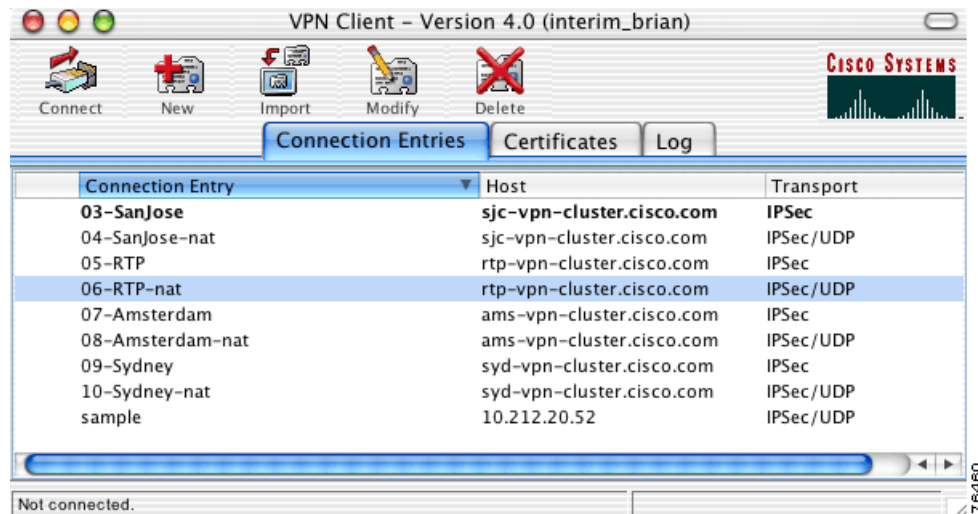 VPN Client – Version 4.0 (interim_brian)
Connect New Import Modify Delete
CISCO SYSTEMS
Connection Entries Certificates Log
Connection Entry Host Transport
03-SanJose sjc-vpn-cluster.cisco.com IPSec
04-SanJose-nat sjc-vpn-cluster.cisco.com IPSec/UDP
05-RTP rtp-vpn-cluster.cisco.com IPSec
06-RTP-nat rtp-vpn-cluster.cisco.com IPSec/UDP
07-Amsterdam ams-vpn-cluster.cisco.com IPSec
08-Amsterdam-nat ams-vpn-cluster.cisco.com IPSec/UDP
09-Sydney syd-vpn-cluster.cisco.com IPSec
10-Sydney-nat syd-vpn-cluster.cisco.com IPSec/UDP
sample 10.212.20.52 IPSec/UDP
Not connected.